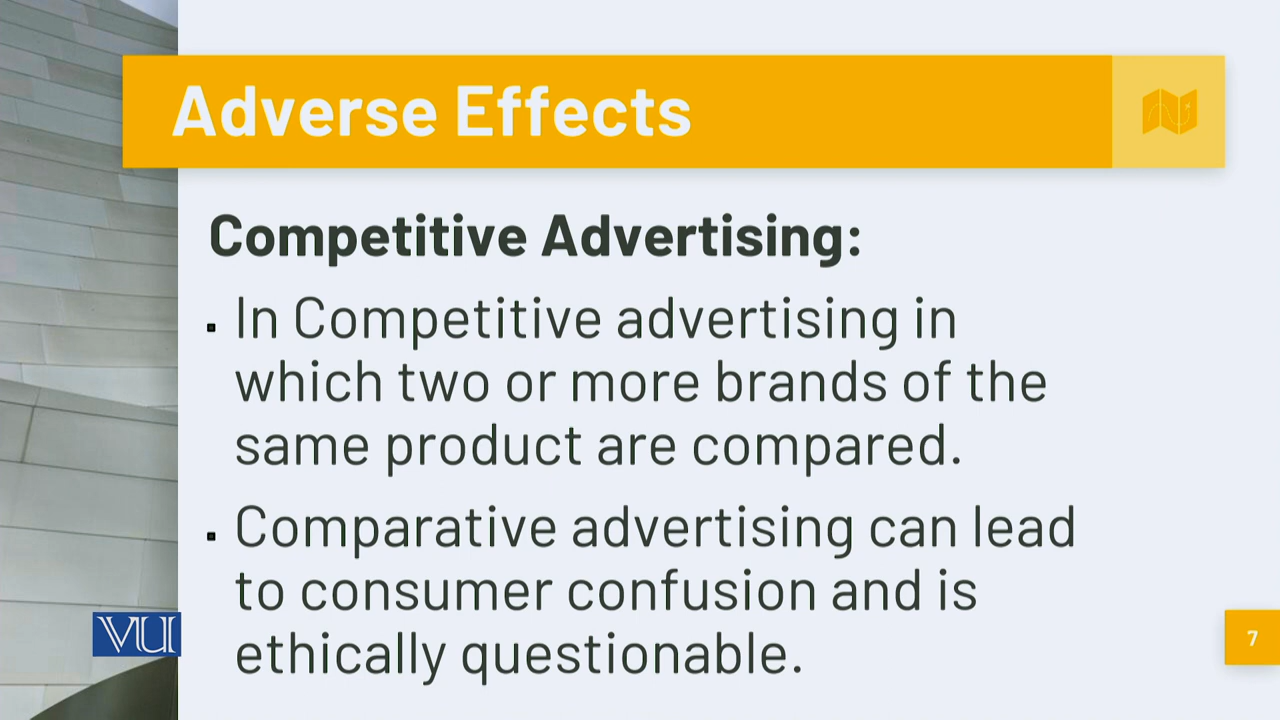 Adverse Effects
Competitive Advertising:
In Competitive advertising in
which two or more brands of the
same product are compared.
Comparative advertising can lead
to consumer confusion and is
ethically questionable.
VU
7